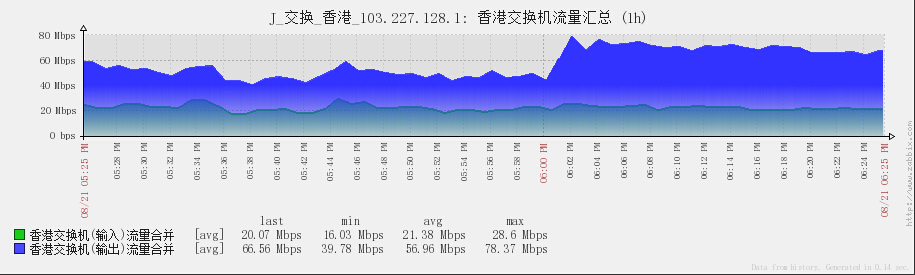 J_交换_香港_103.227.128.1: 香港交换机流量汇总 (1h)
80 Mbps
60 Mbps
40 Mbps
20 Mbps
0 bps
08/21 05:25 PM
05:28 PM
05:30 PM
05:32 PM
05:34 PM
05:36 PM
05:38 PM
05:40 PM
05:42 PM
05:44 PM
05:46 PM
05:48 PM
05:50 PM
05:52 PM
05:54 PM
05:56 PM
05:58 PM
06:00 PM
06:02 PM
06:04 PM
06:06 PM
06:08 PM
06:10 PM
06:12 PM
06:14 PM
06:16 PM
06:18 PM
06:20 PM
06:22 PM
06:24 PM
08/21 06:25 PM
http://www.zabbix.com
last min avg max
香港交换机(输入)流量合并 [avg] 20.07 Mbps 16.03 Mbps 21.38 Mbps 28.6 Mbps
香港交换机(输出)流量合并 [avg] 66.56 Mbps 39.78 Mbps 56.96 Mbps 78.37 Mbps
Data from history. Generated in 0.14 sec.